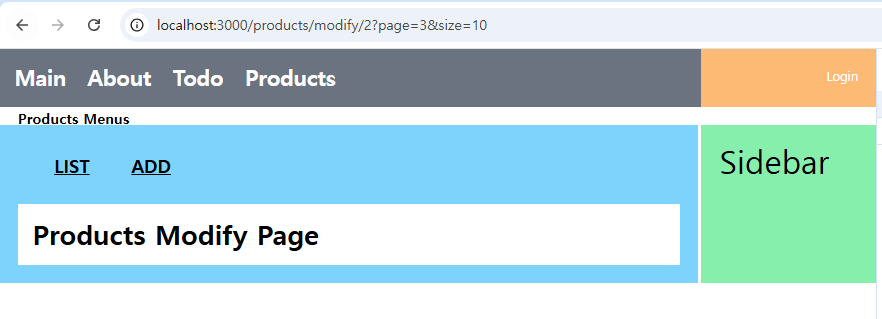 localhost:3000/products/modify/2?page=3&size=10
Main About Todo Products
Login
Products Menus
LIST ADD
Sidebar
Products Modify Page